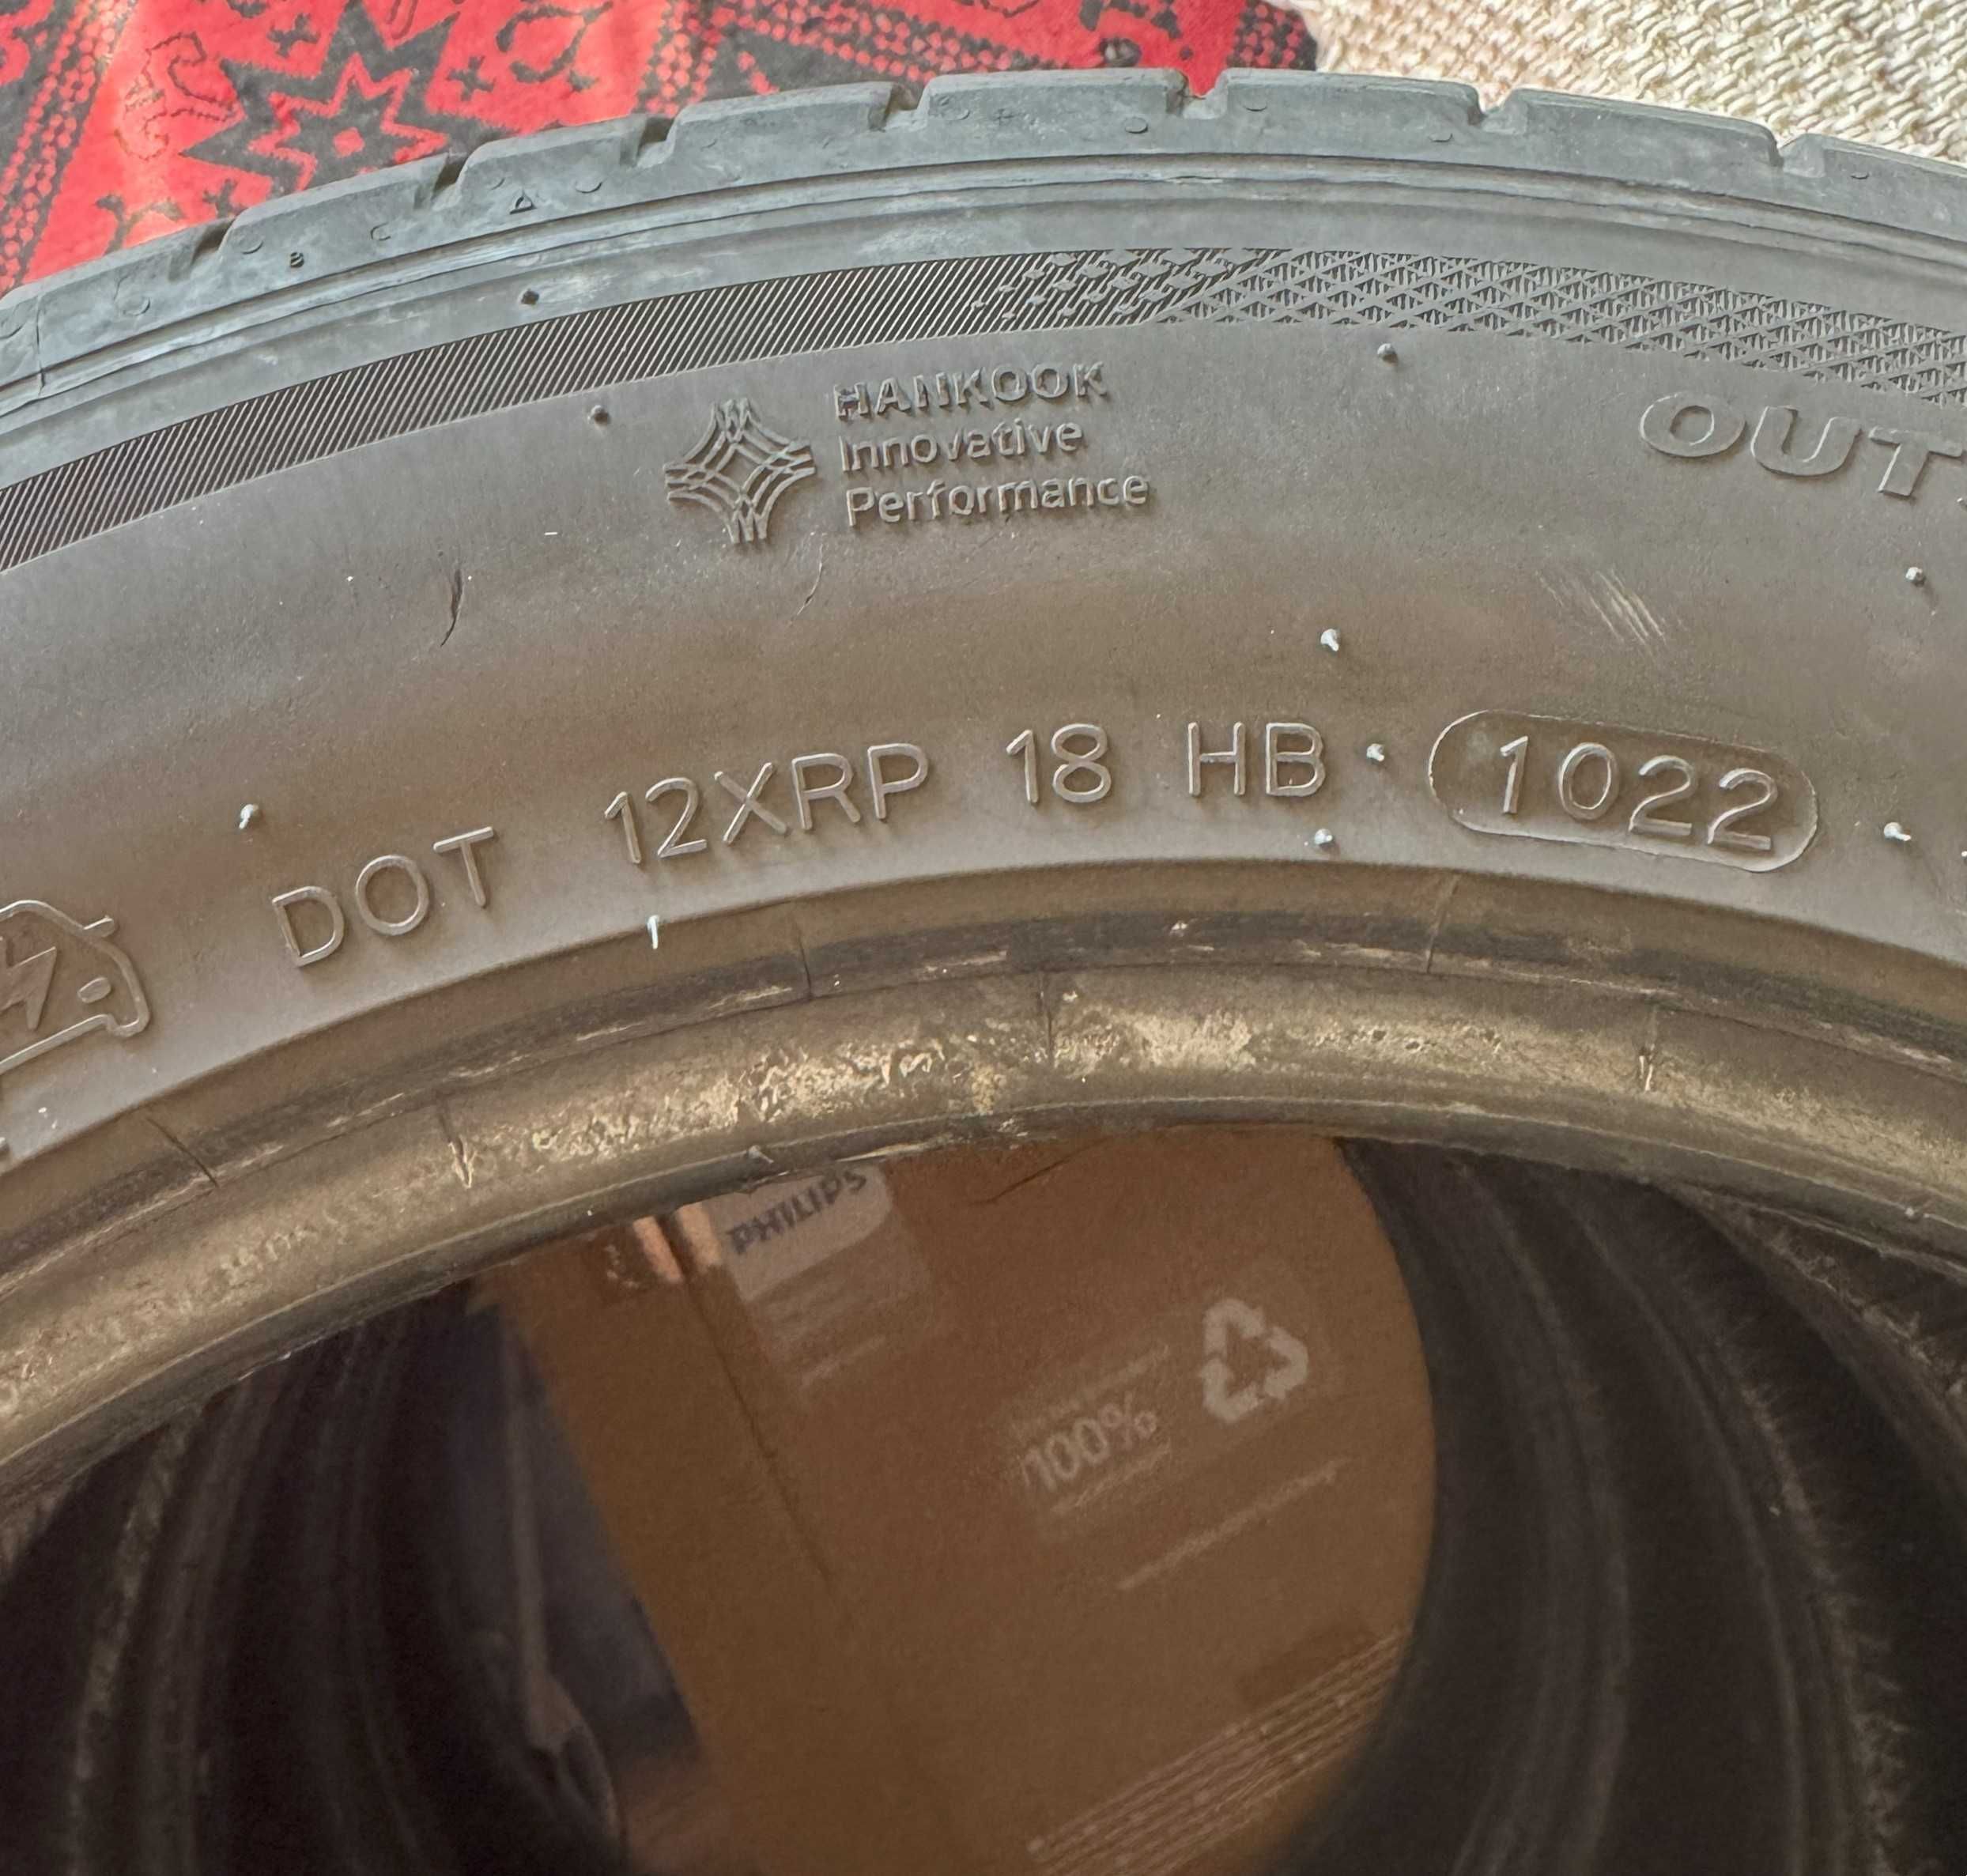 HANKOOK
Innovative
Performance
OUT
DOT 12XRP 18 HB 1022
PHILIPS
100%